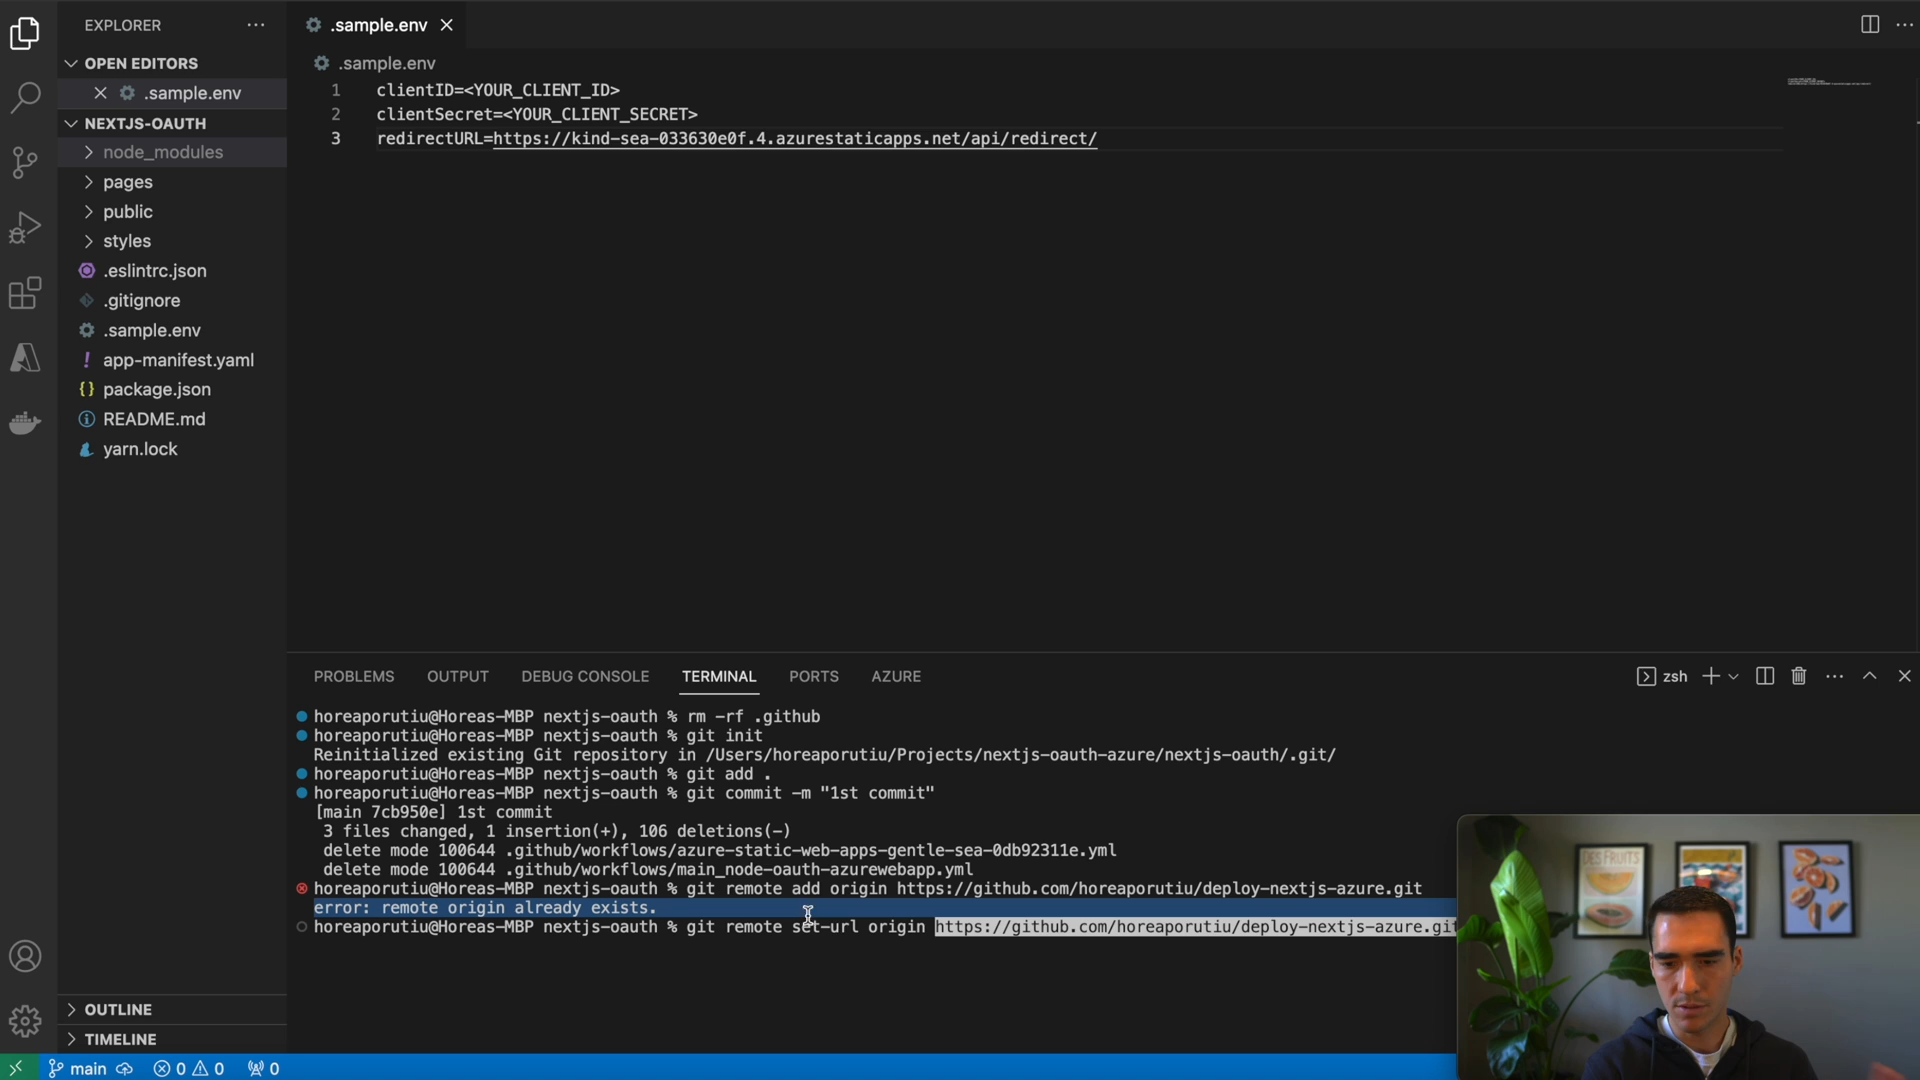 EXPLORER
OPEN EDITORS
.sample.env
NEXTJS-OAUTH
node_modules
pages
public
styles
.eslintrc.json
.gitignore
.sample.env
app-manifest.yaml
package.json
README.md
yarn.lock
OUTLINE
TIMELINE
.sample.env
.sample.env
1 clientID=<YOUR_CLIENT_ID>
2 clientSecret=<YOUR_CLIENT_SECRET>
3 redirectURL=https://kind-sea-033630e0f.4.azurestaticapps.net/api/redirect/
PROBLEMS OUTPUT DEBUG CONSOLE TERMINAL PORTS AZURE
zsh
horeaporutiu@Horeas-MBP nextjs-oauth % rm -rf .github
horeaporutiu@Horeas-MBP nextjs-oauth % git init
Reinitialized existing Git repository in /Users/horeaporutiu/Projects/nextjs-oauth-azure/nextjs-oauth/.git/
horeaporutiu@Horeas-MBP nextjs-oauth % git add .
horeaporutiu@Horeas-MBP nextjs-oauth % git commit -m "1st commit"
[main 7cb950e] 1st commit
3 files changed, 1 insertion(+), 106 deletions(-)
delete mode 100644 .github/workflows/azure-static-web-apps-gentle-sea-0db92311e.yml
delete mode 100644 .github/workflows/main_node-oauth-azurewebapp.yml
horeaporutiu@Horeas-MBP nextjs-oauth % git remote add origin https://github.com/horeaporutiu/deploy-nextjs-azure.git
error: remote origin already exists.
horeaporutiu@Horeas-MBP nextjs-oauth % git remote set-url origin https://github.com/horeaporutiu/deploy-nextjs-azure.git
DES FRUITS
main 0 0 0